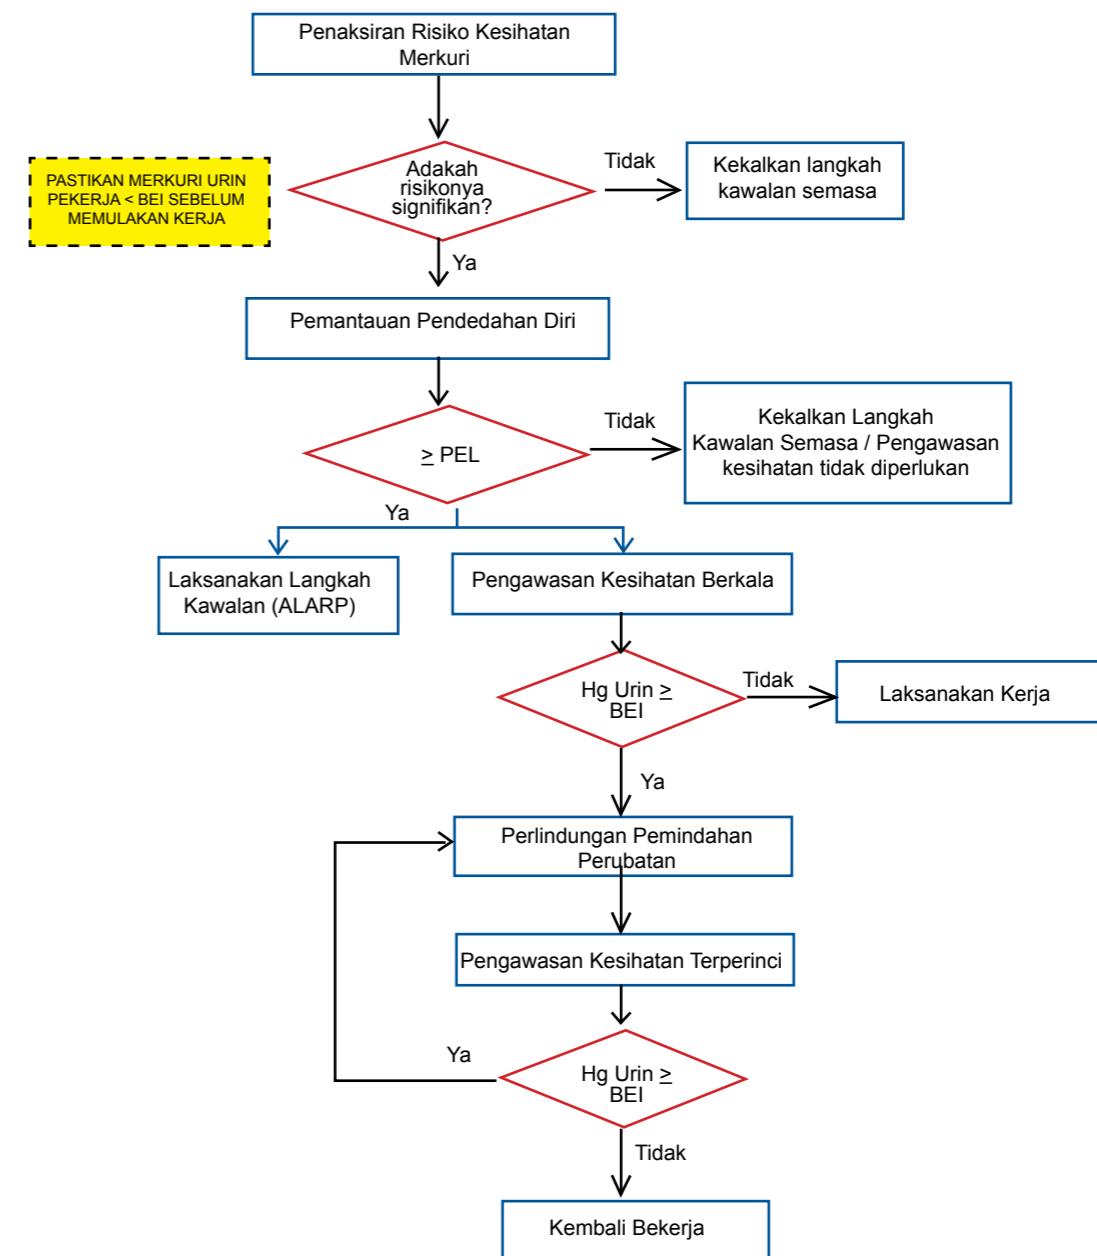 Penaksiran Risiko Kesihatan
Merkuri
PASTIKAN MERKURI URIN
PEKERJA < BEI SEBELUM
MEMULAKAN KERJA
Adakah
risikonya
signifikan?
Tidak
Kekalkan langkah
kawalan semasa
Ya
Pemantauan Pendedahan Diri
≥ PEL
Tidak
Kekalkan Langkah
Kawalan Semasa / Pengawasan
kesihatan tidak diperlukan
Ya
Laksanakan Langkah
Kawalan (ALARP)
Pengawasan Kesihatan Berkala
Hg Urin ≥
BEI
Tidak
Laksanakan Kerja
Ya
Perlindungan Pemindahan
Perubatan
Pengawasan Kesihatan Terperinci
Ya
Hg Urin ≥
BEI
Tidak
Kembali Bekerja